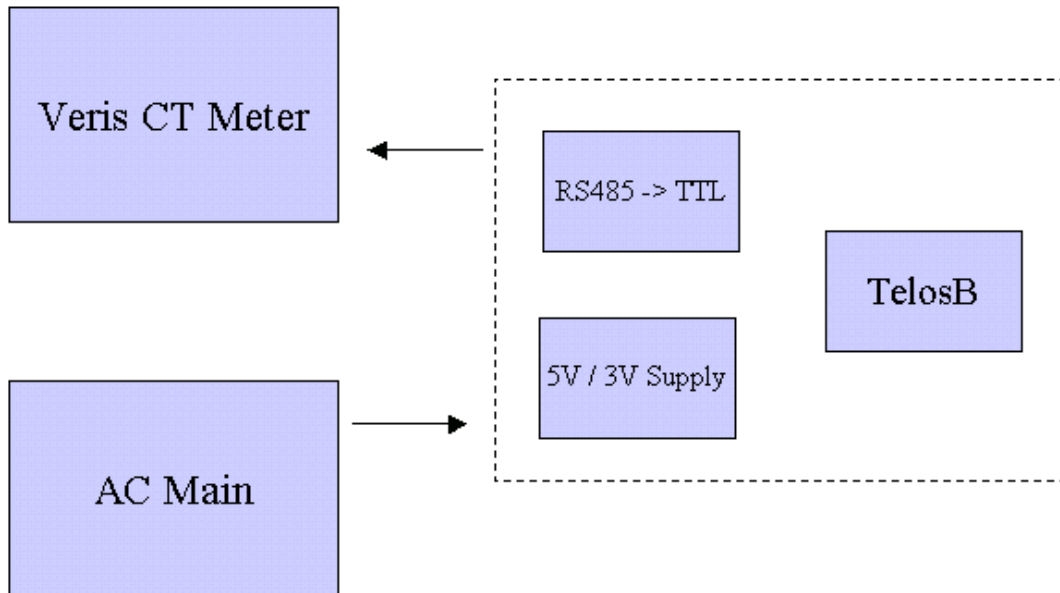 Veris CT Meter
RS485 -> TTL
TelosB
5V / 3V Supply
AC Main